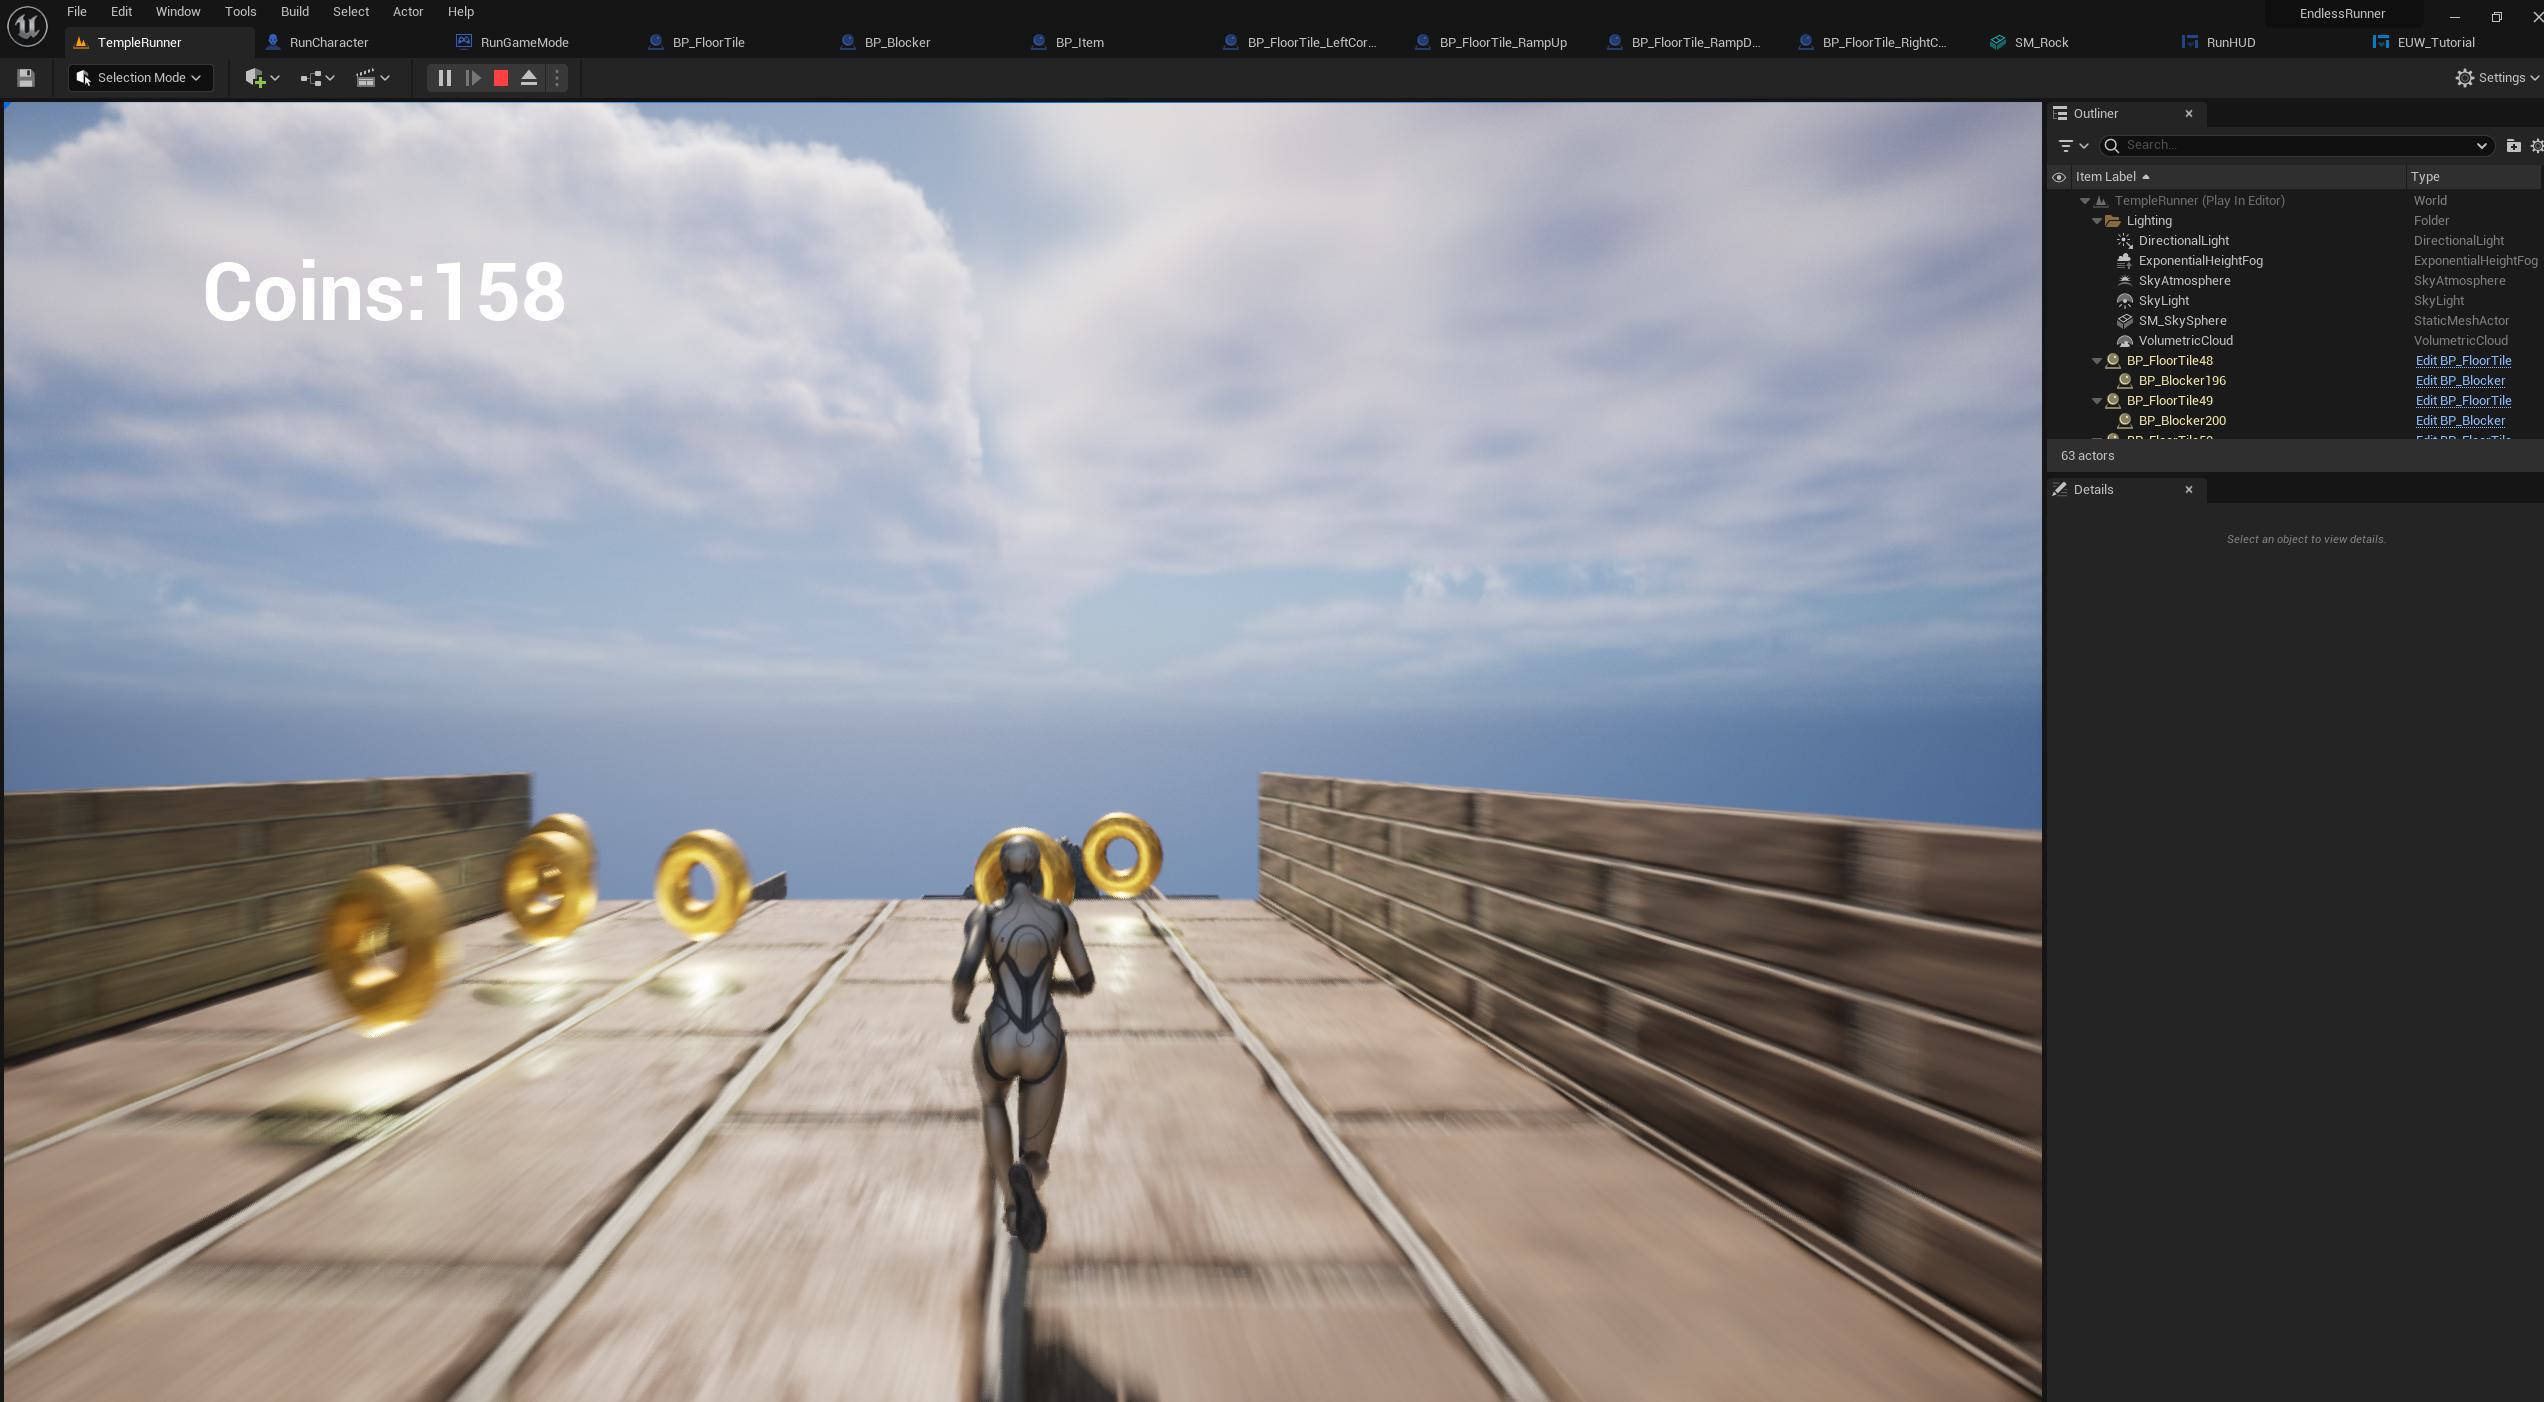 File Edit Window Tools Build Select Actor Help
EndlessRunner
TempleRunner RunCharacter RunGameMode BP_FloorTile BP_Blocker BP_Item BP_FloorTile_LeftCor... BP_FloorTile_RampUp BP_FloorTile_RampD... BP_FloorTile_RightC... SM_Rock RunHUD EUW_Tutorial
Selection Mode
Settings
Coins:158
Outliner
Search...
Item Label Type
TempleRunner (Play In Editor) World
Lighting Folder
DirectionalLight DirectionalLight
ExponentialHeightFog ExponentialHeightFog
SkyAtmosphere SkyAtmosphere
SkyLight SkyLight
SM_SkySphere StaticMeshActor
VolumetricCloud VolumetricCloud
BP_FloorTile48 Edit BP_FloorTile
BP_Blocker196 Edit BP_Blocker
BP_FloorTile49 Edit BP_FloorTile
BP_Blocker200 Edit BP_Blocker
63 actors
Details
Select an object to view details.